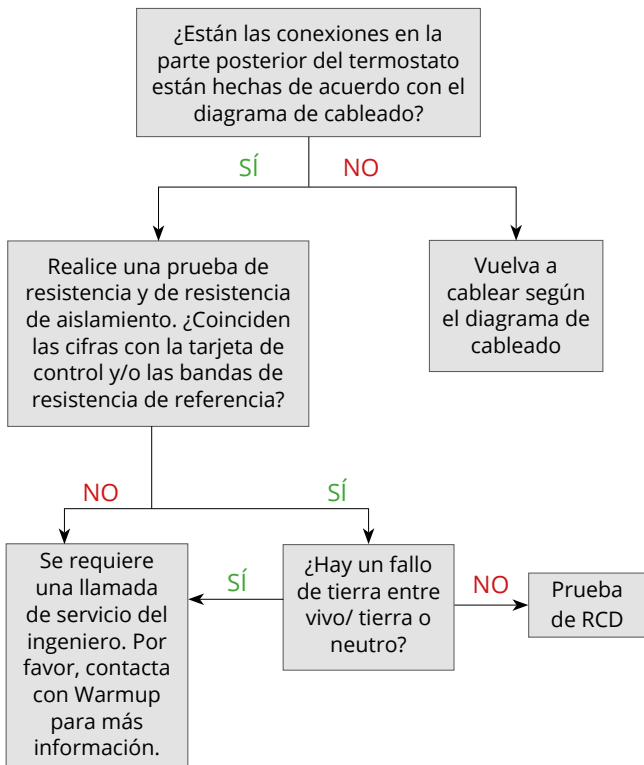 ¿Están las conexiones en la
parte posterior del termostato
están hechas de acuerdo con el
diagrama de cableado?
SÍ
NO
Realice una prueba de
resistencia y de resistencia
de aislamiento. ¿Coinciden
las cifras con la tarjeta de
control y/o las bandas de
resistencia de referencia?
Vuelva a
cablear según
el diagrama de
cableado
NO
SÍ
Se requiere
una llamada
de servicio del
ingeniero. Por
favor, contacta
con Warmup
para más
información.
SÍ
¿Hay un fallo
de tierra entre
vivo/ tierra o
neutro?
NO
Prueba
de RCD